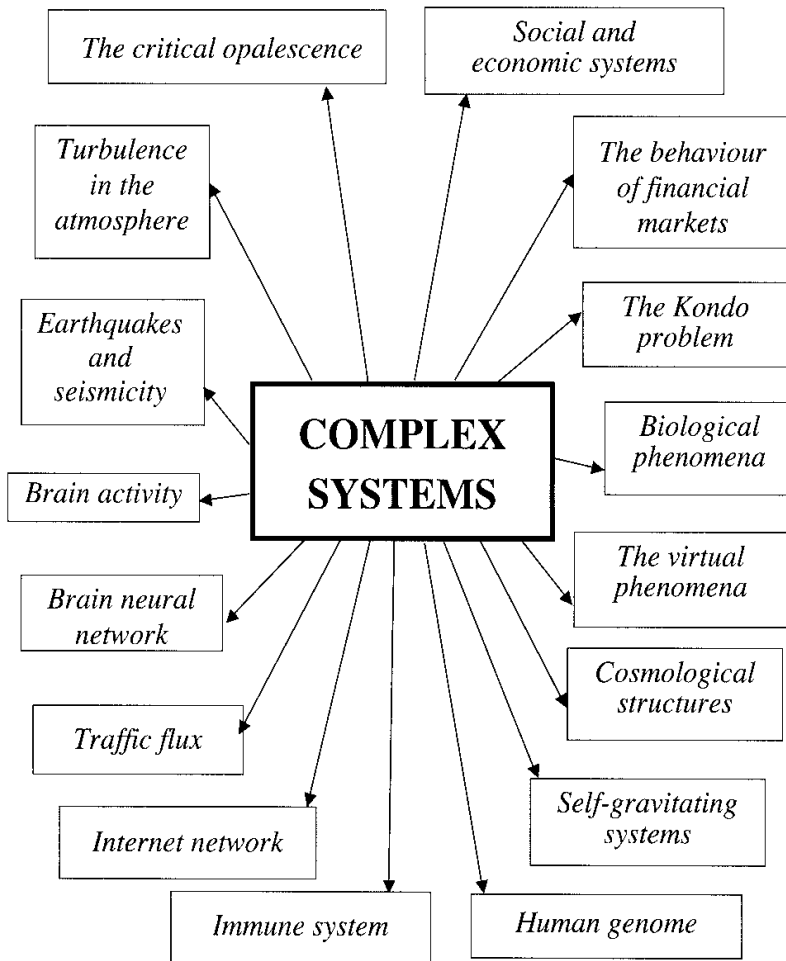 The critical opalescence
Social and
economic systems
Turbulence
in the
atmosphere
The behaviour
of financial
markets
Earthquakes
and
seismicity
The Kondo
problem
COMPLEX
SYSTEMS
Biological
phenomena
Brain activity
The virtual
phenomena
Brain neural
network
Cosmological
structures
Traffic flux
Self-gravitating
systems
Internet network
Immune system
Human genome